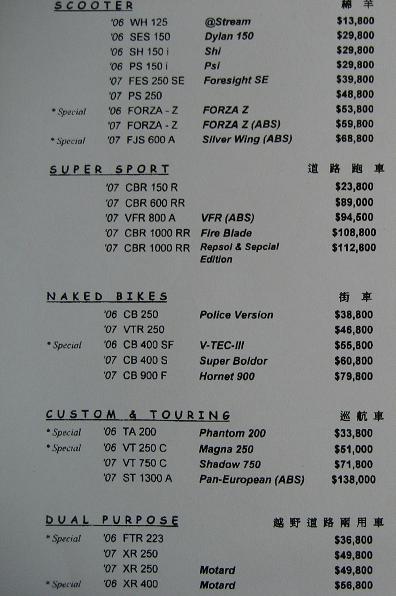 SCOOTER 綿羊
'06 WH 125 @Stream $13,800
'06 SES 150 Dylan 150 $29,800
'06 SH 150 i Shi $29,800
'06 PS 150 i Psi $29,800
'07 FES 250 SE Foresight SE $39,800
'07 PS 250 $48,800
* Special '06 FORZA - Z FORZA Z $53,800
'07 FORZA - Z FORZA Z (ABS) $59,800
* Special '07 FJS 600 A Silver Wing (ABS) $68,800
SUPER SPORT 道路跑車
'07 CBR 150 R $23,800
'07 CBR 600 RR $89,000
'07 VFR 800 A VFR (ABS) $94,500
'07 CBR 1000 RR Fire Blade $108,800
'07 CBR 1000 RR Repsol & Sepcial $112,800
Edition
NAKED BIKES 街車
'06 CB 250 Police Version $38,800
'07 VTR 250 $46,800
* Special '06 CB 400 SF V-TEC-III $55,800
'07 CB 400 S Super Boldor $60,800
'07 CB 900 F Hornet 900 $79,800
CUSTOM & TOURING 巡航車
* Special '06 TA 200 Phantom 200 $33,800
* Special '06 VT 250 C Magna 250 $51,000
'07 VT 750 C Shadow 750 $71,800
'07 ST 1300 A Pan-European (ABS) $138,000
DUAL PURPOSE 越野道路兩用車
* Special '06 FTR 223 $36,800
'07 XR 250 $49,800
'07 XR 250 Motard $49,800
* Special '06 XR 400 Motard $56,800